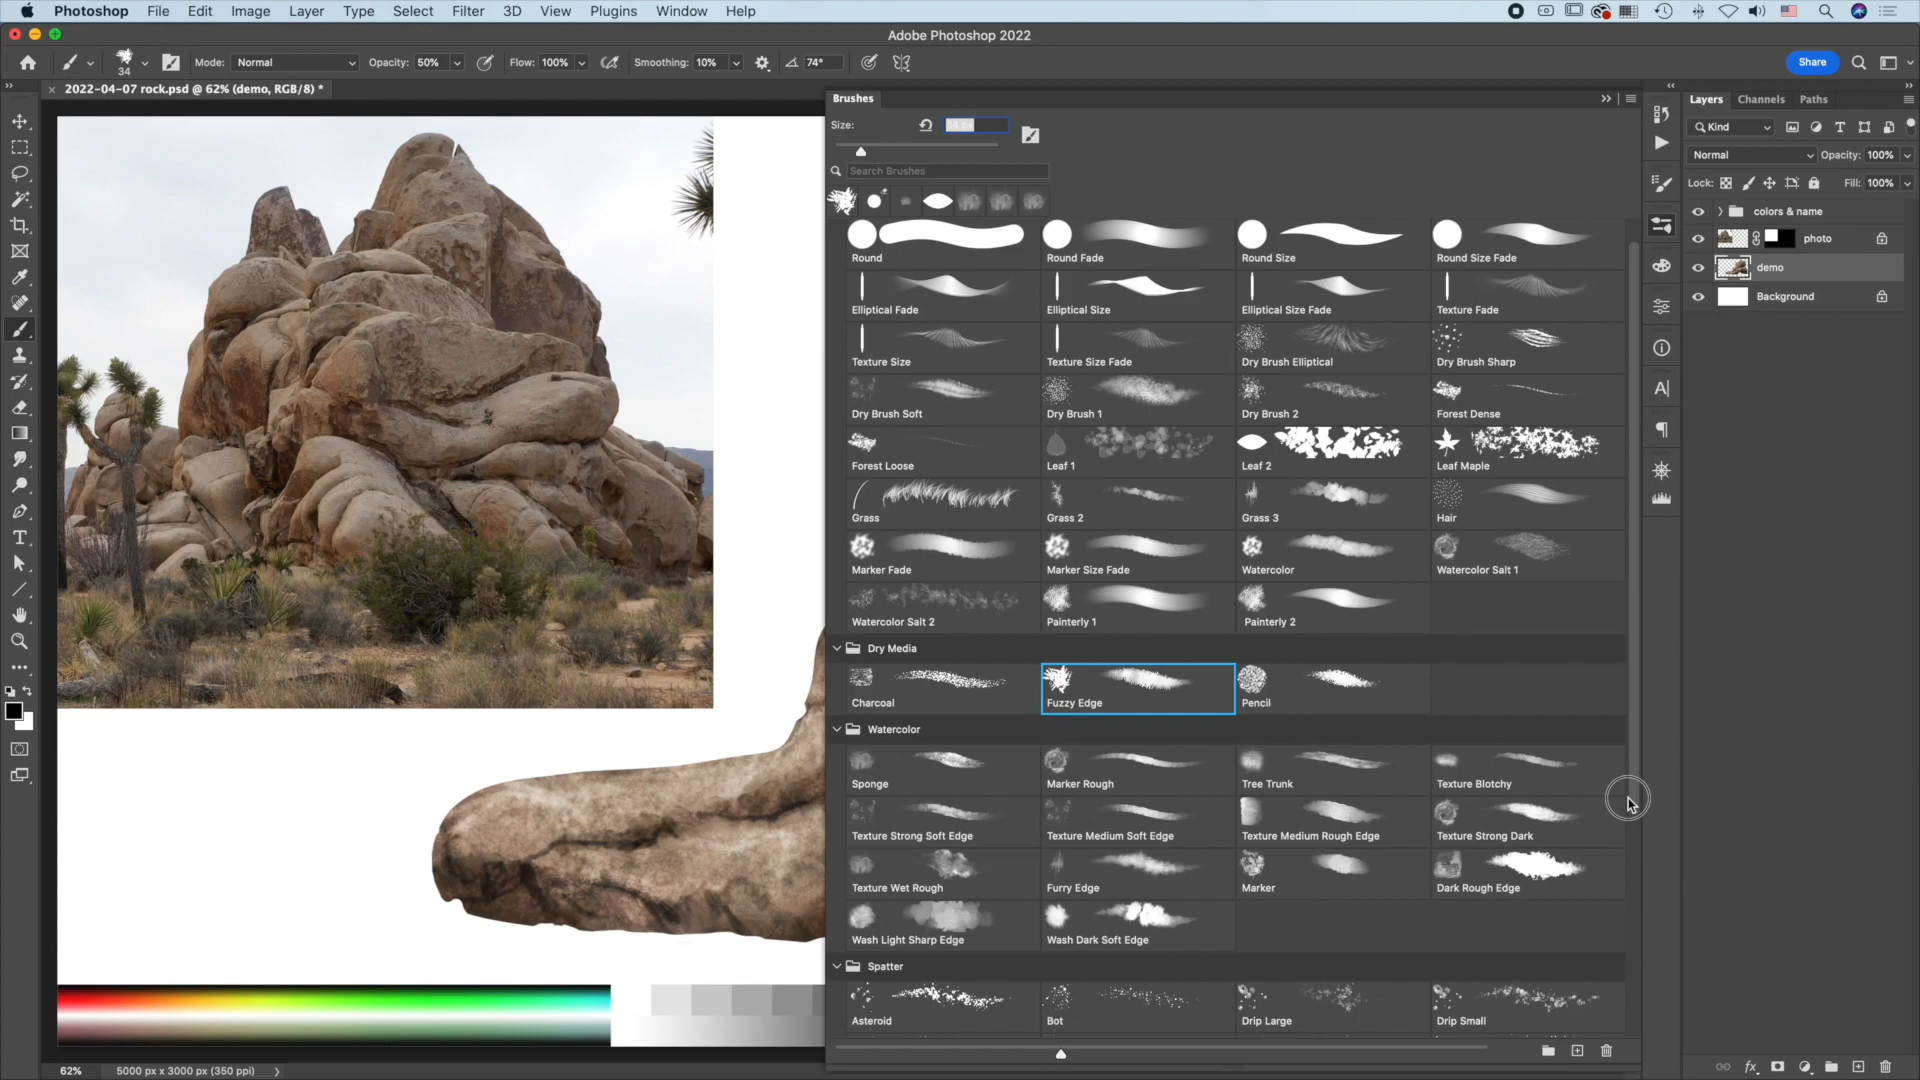 Photoshop File Edit Image Layer Type Select Filter 3D View Plugins Window Help
Adobe Photoshop 2022
34 Mode: Normal Opacity: 50% Flow: 100% Smoothing: 10% 74° Share
2022-04-07 rock.psd @ 62% (demo, RGB/8) *
Brushes
Size:
Search Brushes
Round Round Fade Round Size Round Size Fade
Elliptical Fade Elliptical Size Elliptical Size Fade Texture Fade
Texture Size Texture Size Fade Dry Brush Elliptical Dry Brush Sharp
Dry Brush Soft Dry Brush 1 Dry Brush 2 Forest Dense
Forest Loose Leaf 1 Leaf 2 Leaf Maple
Grass Grass 2 Grass 3 Hair
Marker Fade Marker Size Fade Watercolor Watercolor Salt 1
Watercolor Salt 2 Painterly 1 Painterly 2
Dry Media
Charcoal Fuzzy Edge Pencil
Watercolor
Sponge Marker Rough Tree Trunk Texture Blotchy
Texture Strong Soft Edge Texture Medium Soft Edge Texture Medium Rough Edge Texture Strong Dark
Texture Wet Rough Furry Edge Marker Dark Rough Edge
Wash Light Sharp Edge Wash Dark Soft Edge
Spatter
Asteroid Bot Drip Large Drip Small
Layers Channels Paths
Kind
Normal Opacity: 100%
Lock: Fill: 100%
colors & name
photo
demo
Background
62% 5000 px x 3000 px (350 ppi)